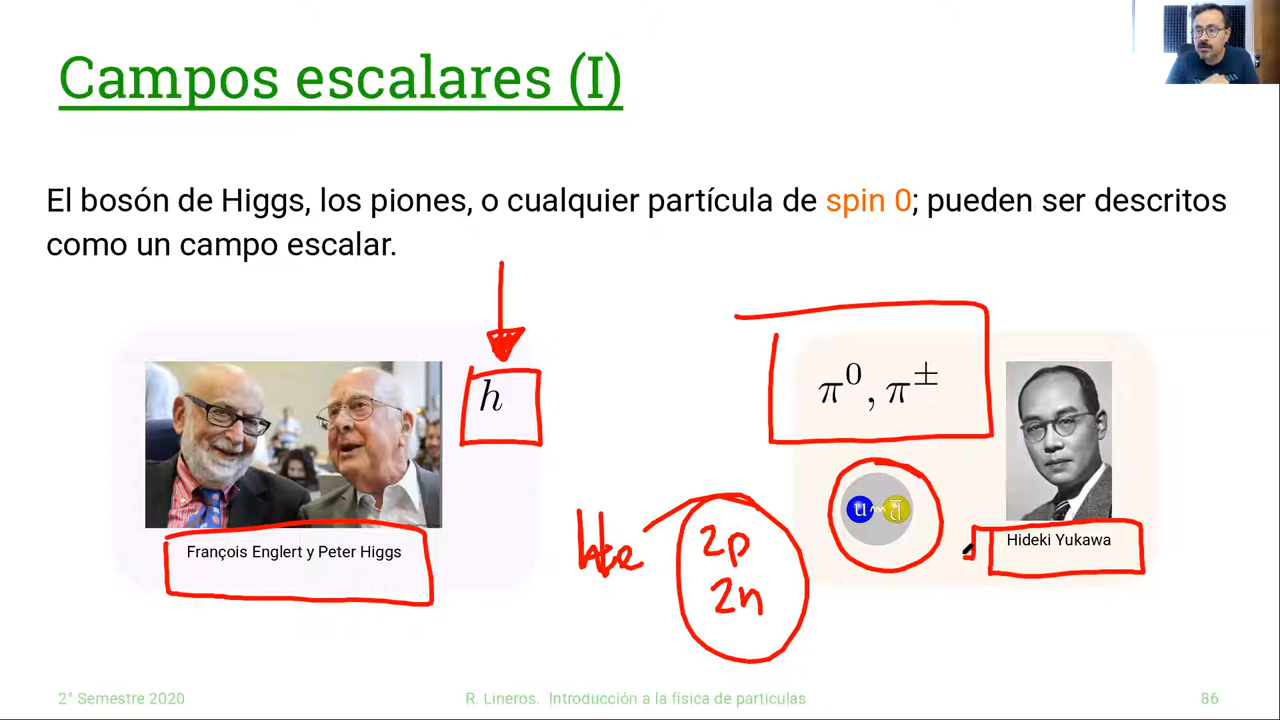 Campos escalares (I)
El bosón de Higgs, los piones, o cualquier partícula de spin 0; pueden ser descritos
como un campo escalar.
h
π⁰, π±
François Englert y Peter Higgs
Hideki Yukawa
2p
2n
2° Semestre 2020
R. Lineros. Introducción a la física de particulas
86